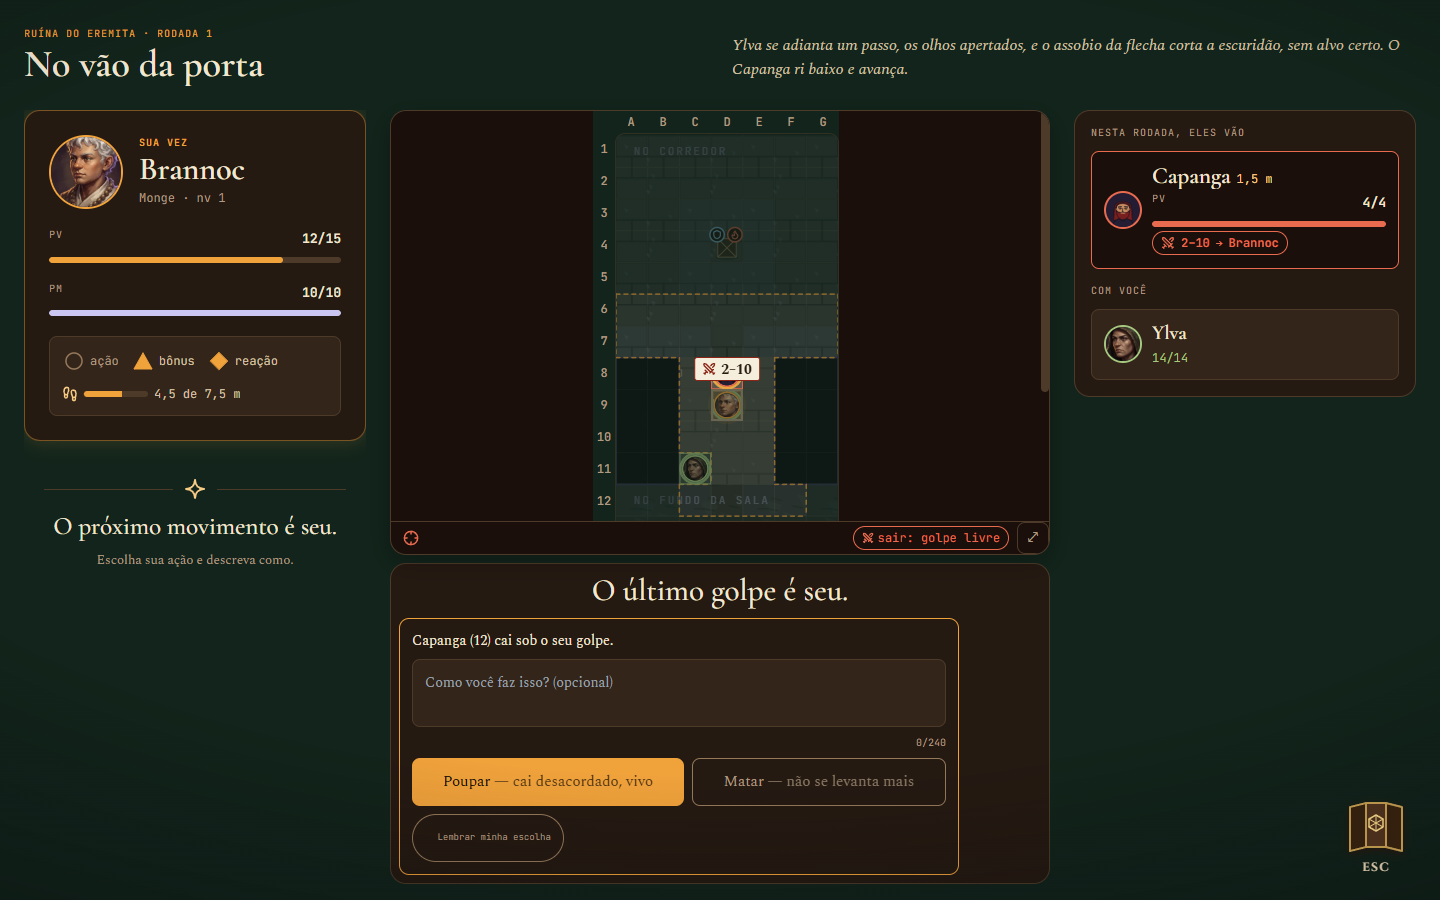 RUÍNA DO EREMITA · RODADA 1
No vão da porta
Ylva se adianta um passo, os olhos apertados, e o assobio da flecha corta a escuridão, sem alvo certo. O
Capanga ri baixo e avança.
SUA VEZ
Brannoc
Monge · nv 1
PV
12/15
PM
10/10
ação
bônus
reação
4,5 de 7,5 m
O próximo movimento é seu.
Escolha sua ação e descreva como.
A B C D E F G
1
NO CORREDOR
2
3
4
5
6
7
8
2–10
9
10
11
12
NO FUNDO DA SALA
sair: golpe livre
O último golpe é seu.
Capanga (12) cai sob o seu golpe.
Como você faz isso? (opcional)
0/240
Poupar — cai desacordado, vivo
Matar — não se levanta mais
Lembrar minha escolha
NESTA RODADA, ELES VÃO
Capanga 1,5 m
PV
4/4
2–10 → Brannoc
COM VOCÊ
Ylva
14/14
ESC